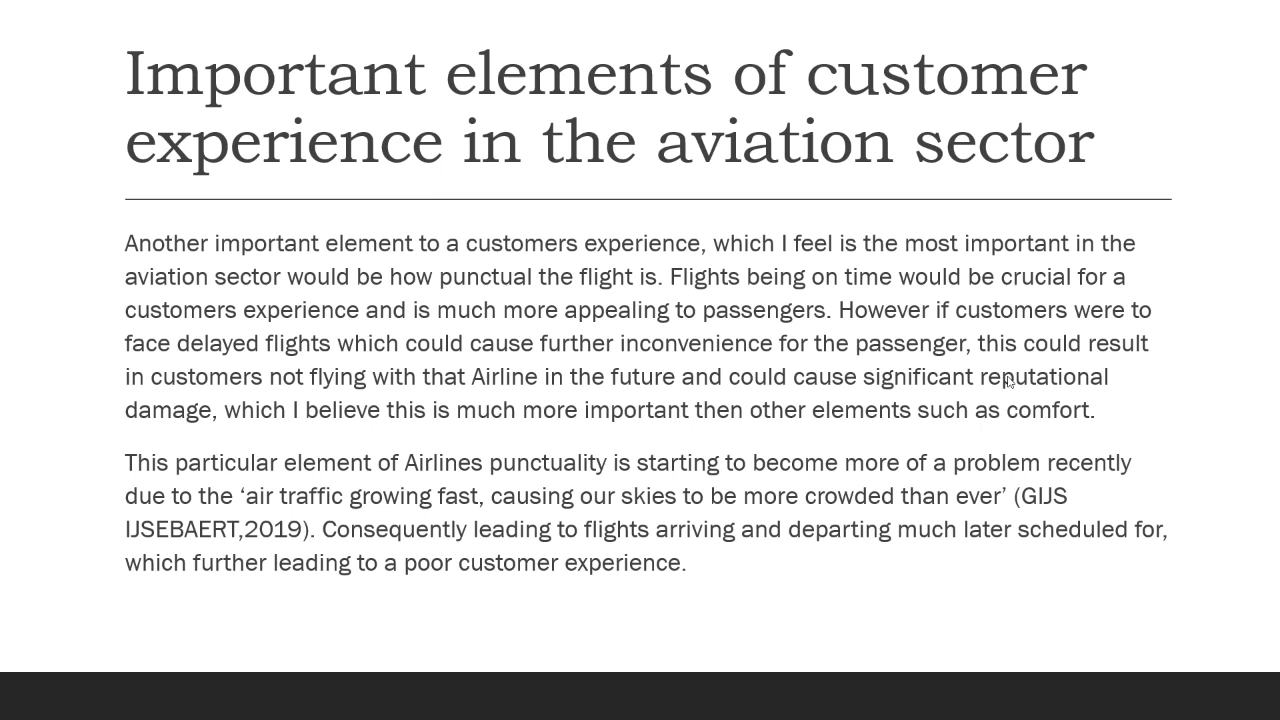 Important elements of customer
experience in the aviation sector
Another important element to a customers experience, which I feel is the most important in the
aviation sector would be how punctual the flight is. Flights being on time would be crucial for a
customers experience and is much more appealing to passengers. However if customers were to
face delayed flights which could cause further inconvenience for the passenger, this could result
in customers not flying with that Airline in the future and could cause significant reputational
damage, which I believe this is much more important then other elements such as comfort.
This particular element of Airlines punctuality is starting to become more of a problem recently
due to the ‘air traffic growing fast, causing our skies to be more crowded than ever’ (GIJS
IJSEBAERT,2019). Consequently leading to flights arriving and departing much later scheduled for,
which further leading to a poor customer experience.